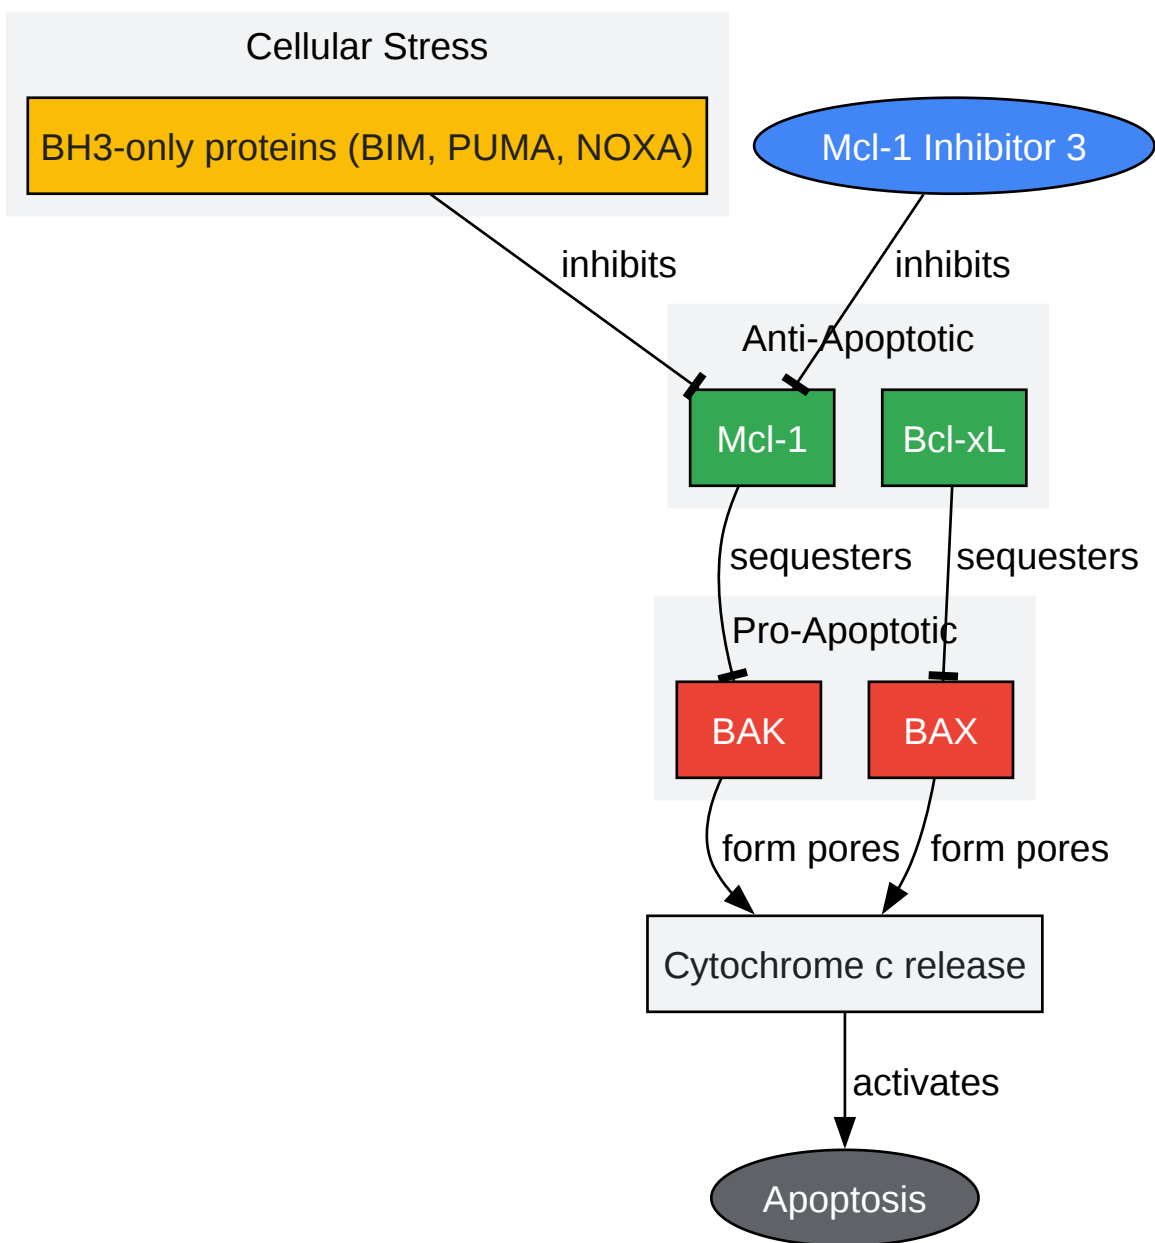 Cellular Stress
BH3-only proteins (BIM, PUMA, NOXA)
Mcl-1 Inhibitor 3
inhibits
inhibits
Anti-Apoptotic
Mcl-1
Bcl-xL
sequesters
sequesters
Pro-Apoptotic
BAK
BAX
form pores
form pores
Cytochrome c release
activates
Apoptosis